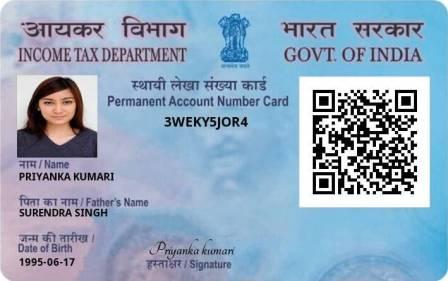 आयकर विभाग
INCOME TAX DEPARTMENT
भारत सरकार
GOVT. OF INDIA
स्थायी लेखा संख्या कार्ड
Permanent Account Number Card
3WEKY5JOR4
नाम / Name
PRIYANKA KUMARI
पिता का नाम / Father's Name
SURENDRA SINGH
जन्म की तारीख /
Date of Birth
1995-06-17
Priyanka kumari
हस्ताक्षर / Signature